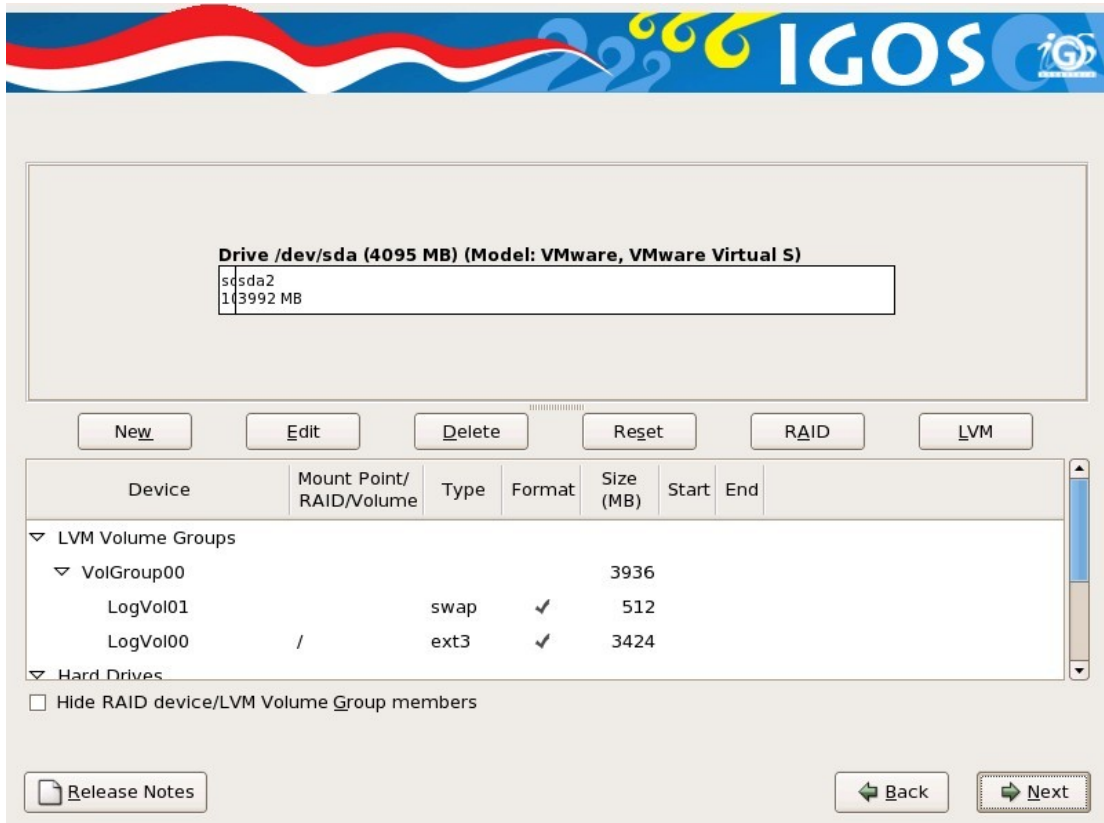 IGOS
Drive /dev/sda (4095 MB) (Model: VMware, VMware Virtual S)
sda2
3992 MB
New Edit Delete Reset RAID LVM
Device Mount Point/ RAID/Volume Type Format Size (MB) Start End
LVM Volume Groups
VolGroup00 3936
LogVol01 swap 512
LogVol00 / ext3 3424
Hard Drives
Hide RAID device/LVM Volume Group members
Release Notes Back Next